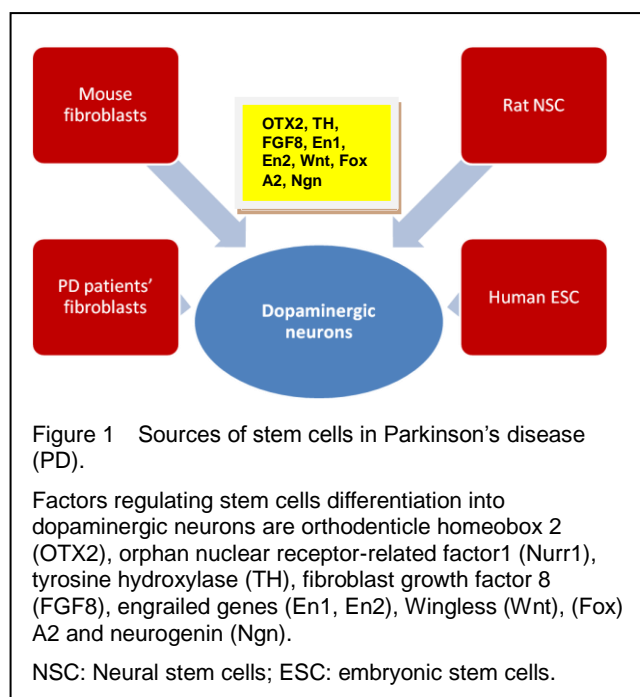 Mouse
fibroblasts
OTX2, TH,
FGF8, En1,
En2, Wnt, Fox
A2, Ngn
Rat NSC
PD patients'
fibroblasts
Dopaminergic
neurons
Human ESC
Figure 1 Sources of stem cells in Parkinson's disease
(PD).
Factors regulating stem cells differentiation into
dopaminergic neurons are orthodenticle homeobox 2
(OTX2), orphan nuclear receptor-related factor1 (Nurr1),
tyrosine hydroxylase (TH), fibroblast growth factor 8
(FGF8), engrailed genes (En1, En2), Wingless (Wnt), (Fox)
A2 and neurogenin (Ngn).
NSC: Neural stem cells; ESC: embryonic stem cells.